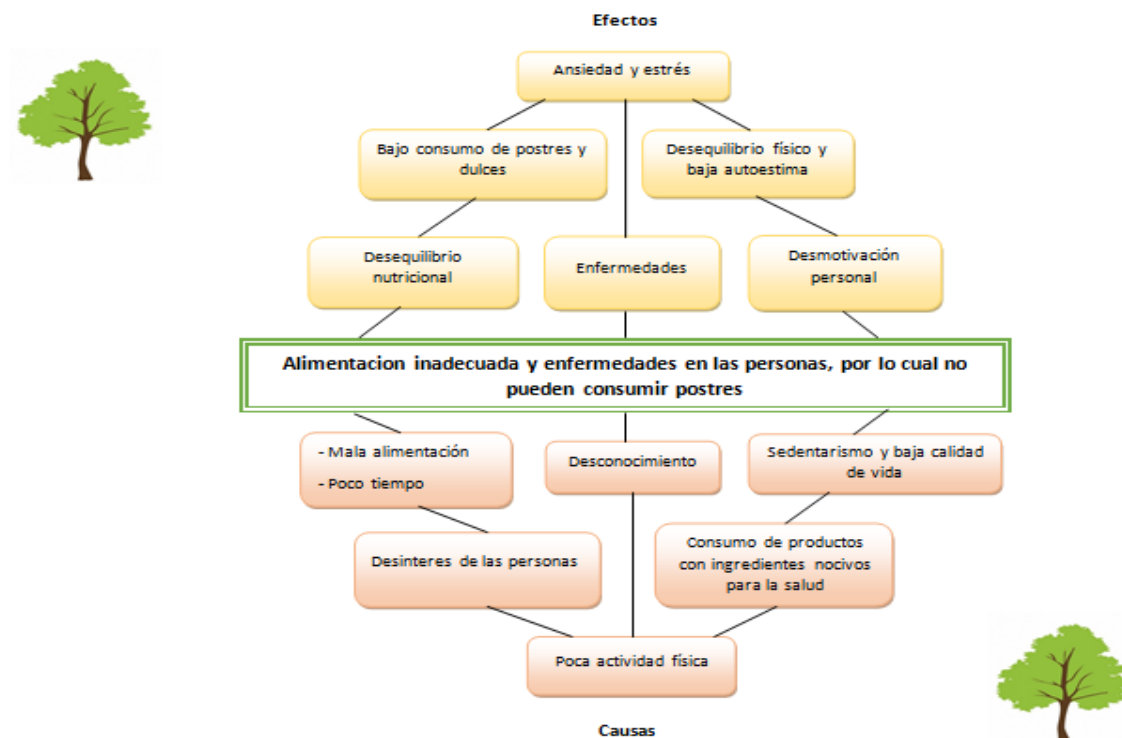 Efectos
Ansiedad y estrés
Bajo consumo de postres y
dulces
Desequilibrio físico y
baja autoestima
Desequilibrio
nutricional
Enfermedades
Desmotivación
personal
Alimentacion inadecuada y enfermedades en las personas, por lo cual no
pueden consumir postres
- Mala alimentación
- Poco tiempo
Desconocimiento
Sedentarismo y baja calidad
de vida
Desinteres de las personas
Consumo de productos
con ingredientes nocivos
para la salud
Poca actividad física
Causas